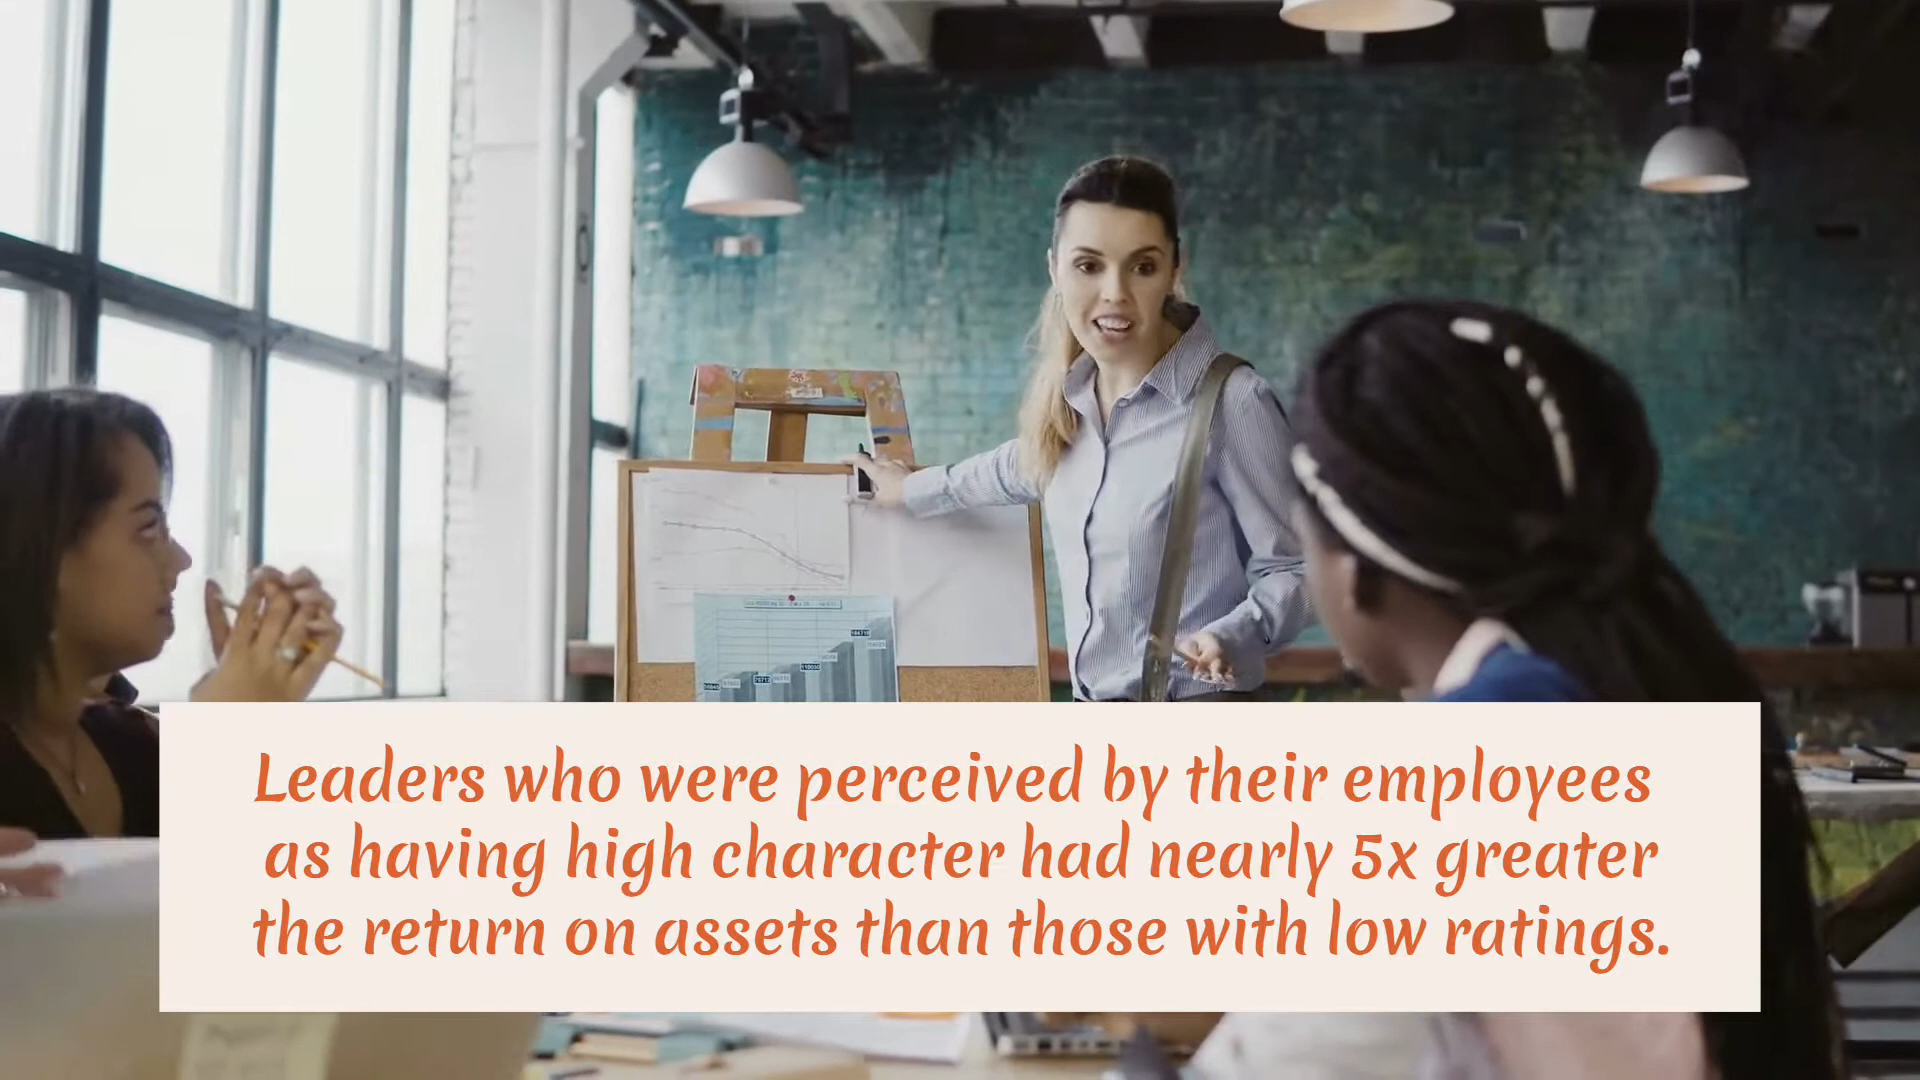 Leaders who were perceived by their employees
as having high character had nearly 5x greater
the return on assets than those with low ratings.